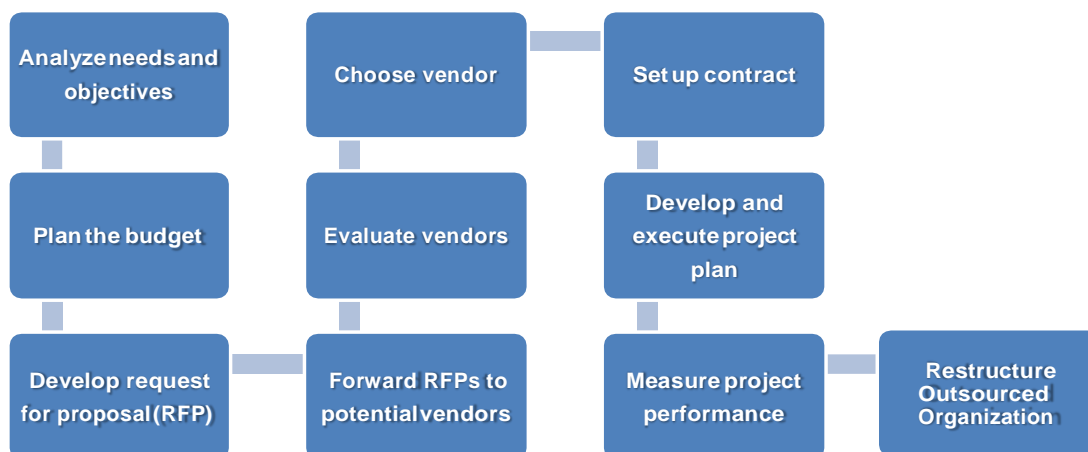 Analyze needs and
objectives
Plan the budget
Develop request
for proposal (RFP)
Forward RFPs to
potential vendors
Evaluate vendors
Choose vendor
Set up contract
Develop and
execute project
plan
Measure project
performance
Restructure
Outsourced
Organization